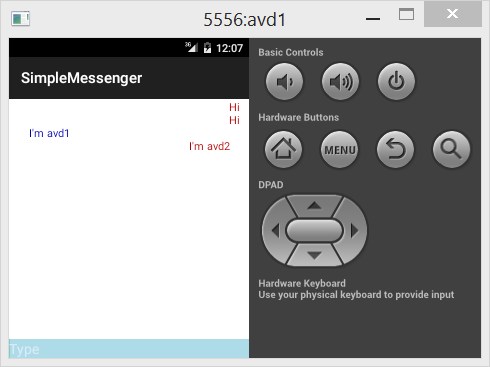 5556:avd1
3G 12:07
SimpleMessenger
Hi
Hi
I'm avd1
I'm avd2
Type
Basic Controls
Hardware Buttons
MENU
DPAD
Hardware Keyboard
Use your physical keyboard to provide input